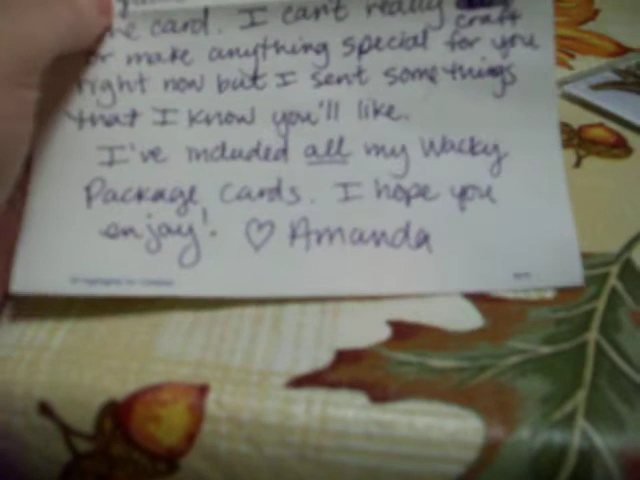 card. I can't really
craft
or make anything special for you
right now but I sent some things
that I know you'll like.
I've included all my Wacky
Package cards. I hope you
enjoy! ♡ Amanda